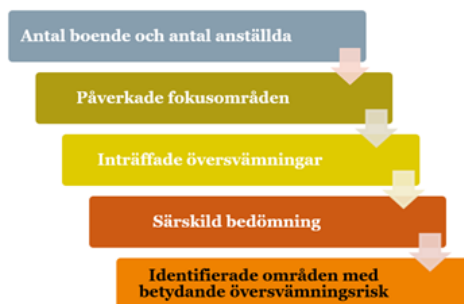 Antal boende och antal anställda
Påverkade fokusområden
Inträffade översvämningar
Särskild bedömning
Identifierade områden med
betydande översvämningsrisk